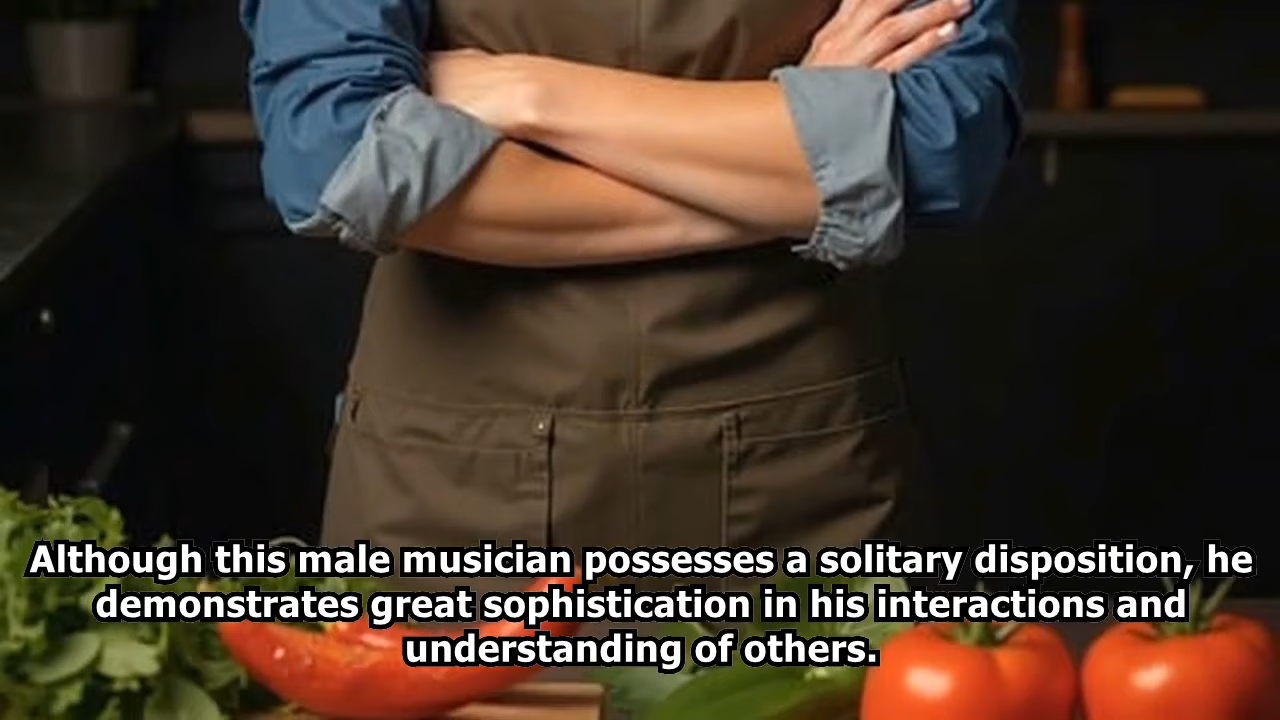 Although this male musician possesses a solitary disposition, he
demonstrates great sophistication in his interactions and
understanding of others.